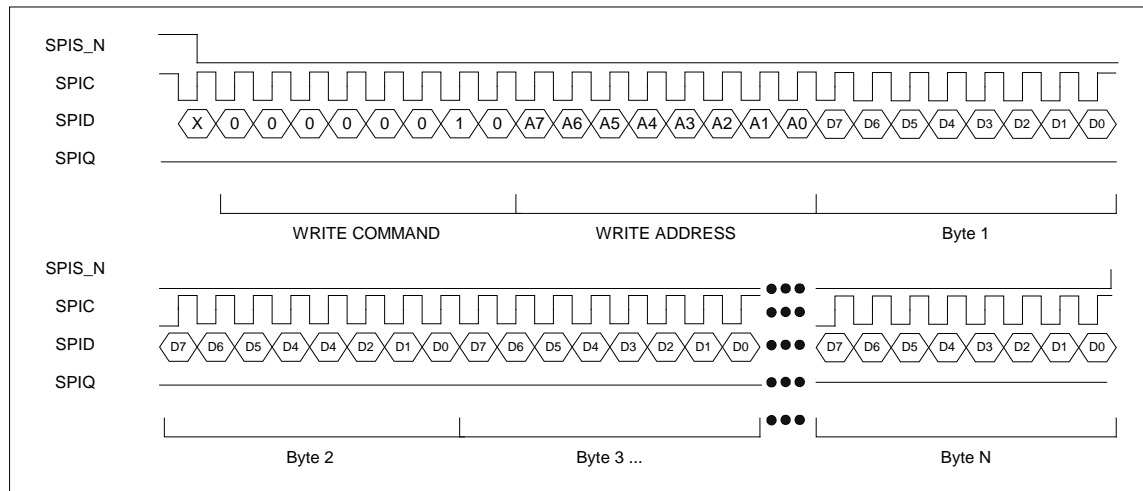 SPIS_N
SPIC
SPID X 0 0 0 0 0 0 1 0 A7 A6 A5 A4 A3 A2 A1 A0 D7 D6 D5 D4 D3 D2 D1 D0
SPIQ
WRITE COMMAND WRITE ADDRESS Byte 1
SPIS_N
SPIC
SPID D7 D6 D5 D4 D4 D2 D1 D0 D7 D6 D5 D4 D3 D2 D1 D0 D7 D6 D5 D4 D3 D2 D1 D0
SPIQ
Byte 2 Byte 3 ... Byte N